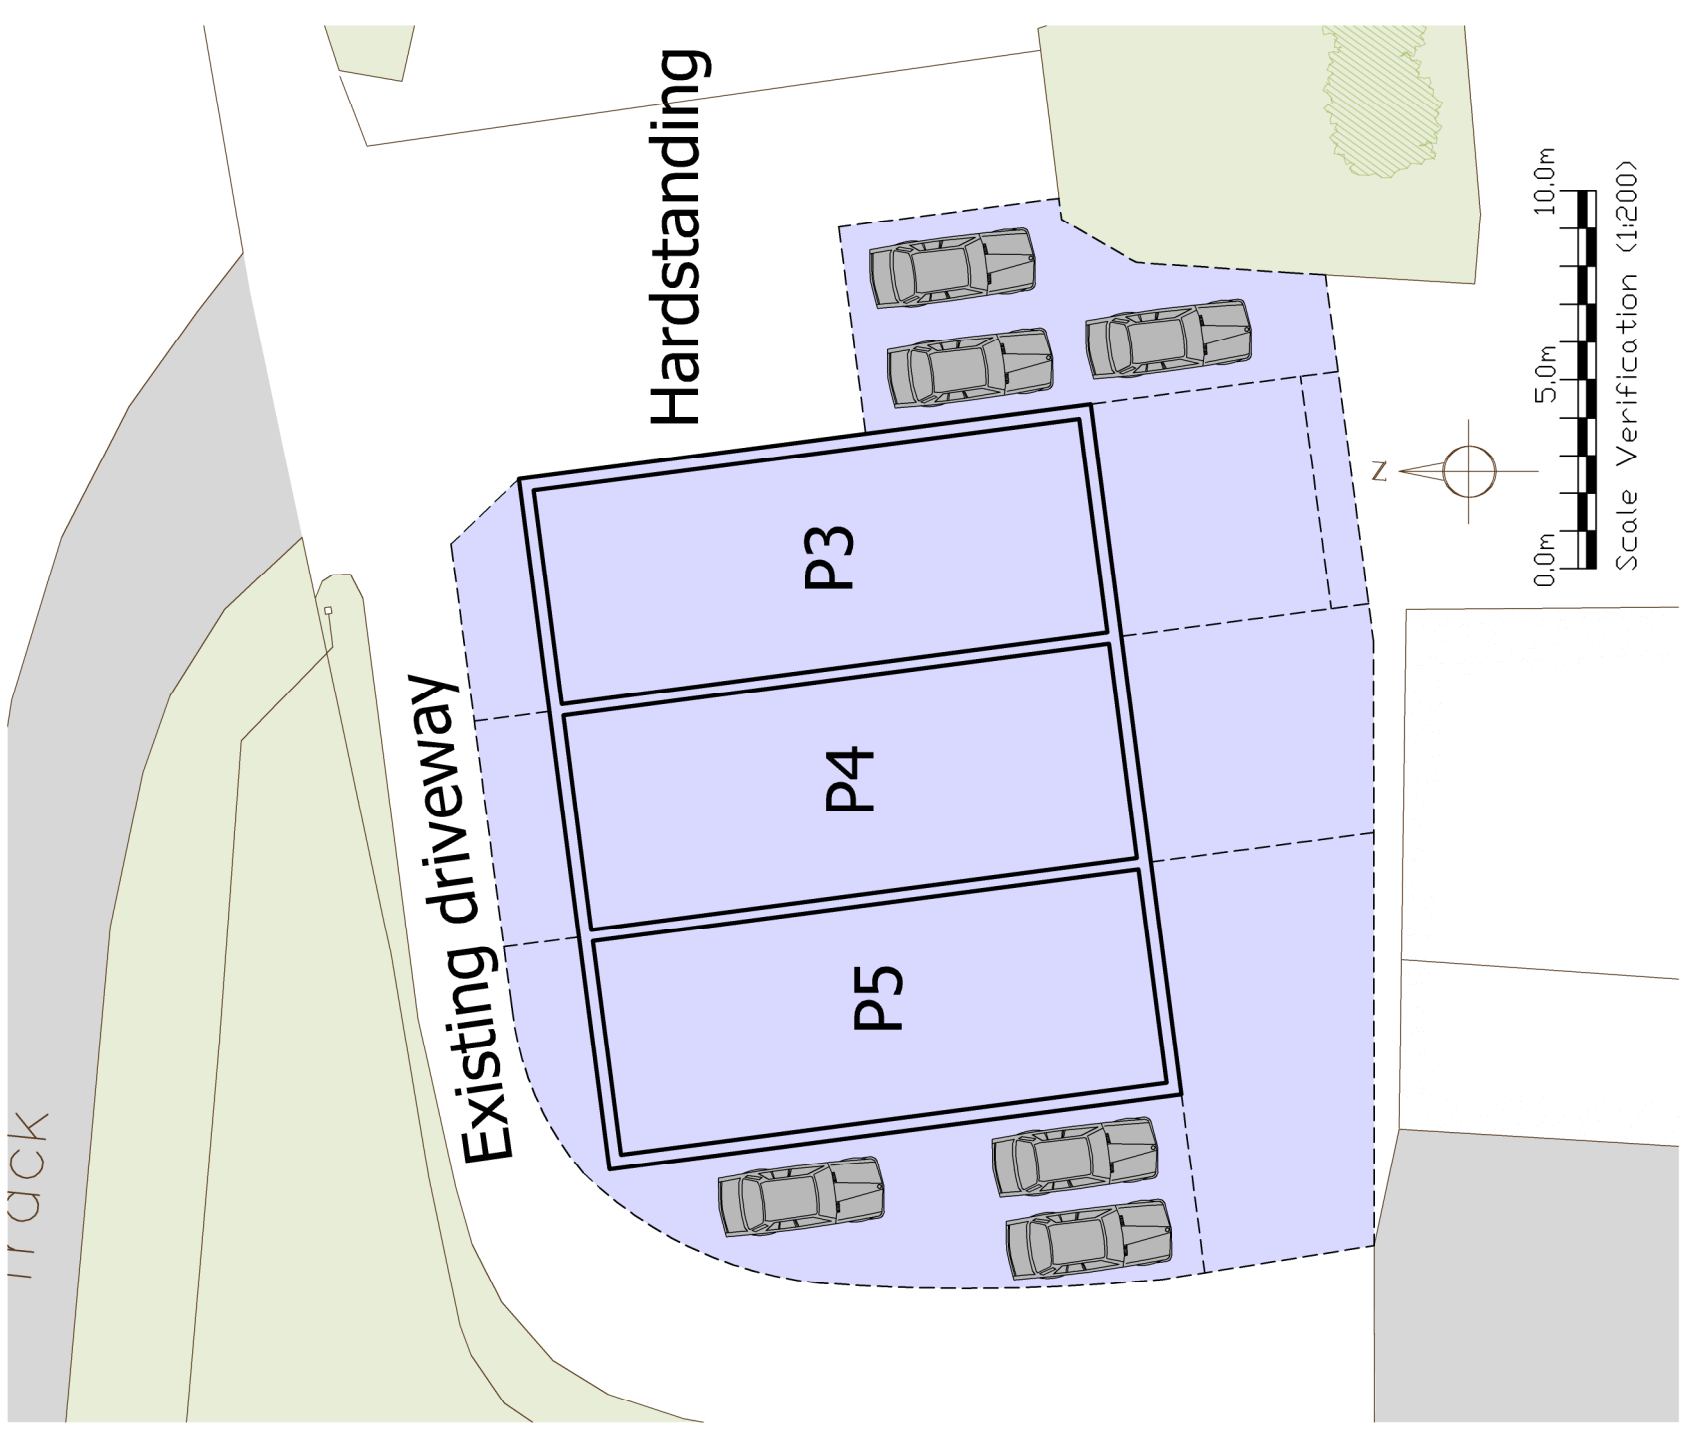 Track
Existing driveway
Hardstanding
P3
P4
P5
N
0.0m 5.0m 10.0m
Scale Verification (1:200)